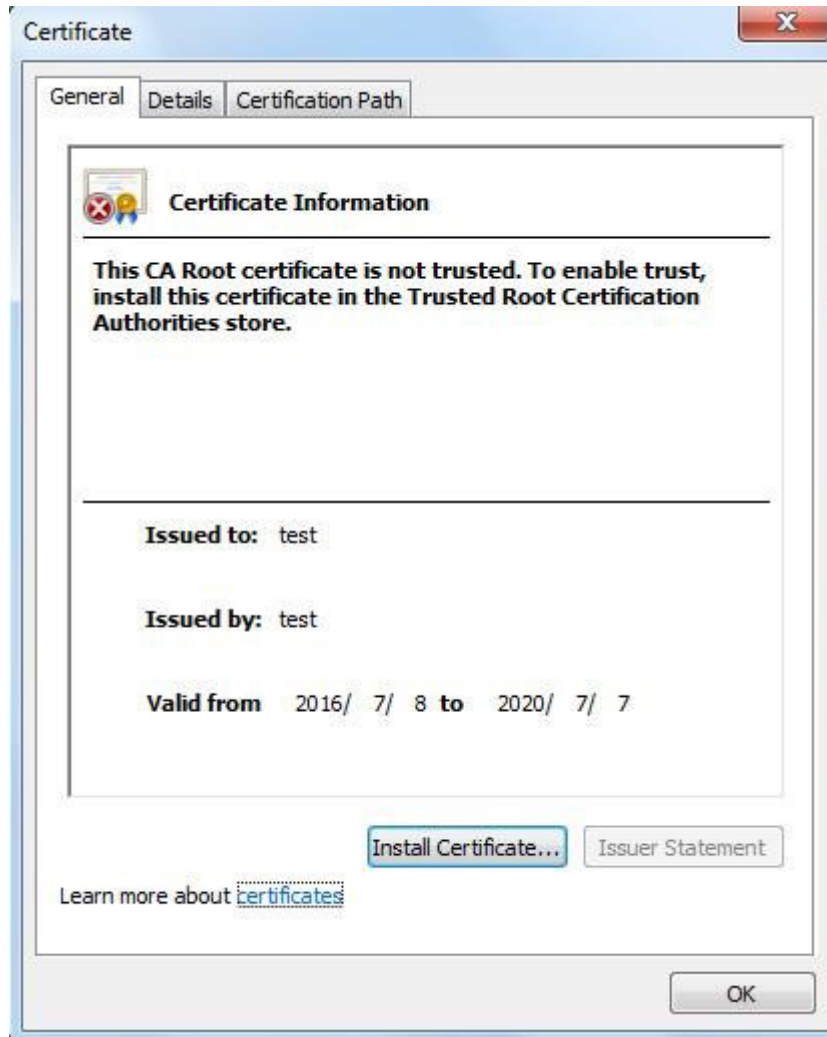 Certificate
General Details Certification Path
Certificate Information
This CA Root certificate is not trusted. To enable trust,
install this certificate in the Trusted Root Certification
Authorities store.
Issued to: test
Issued by: test
Valid from 2016/ 7/ 8 to 2020/ 7/ 7
Install Certificate... Issuer Statement
Learn more about certificates
OK